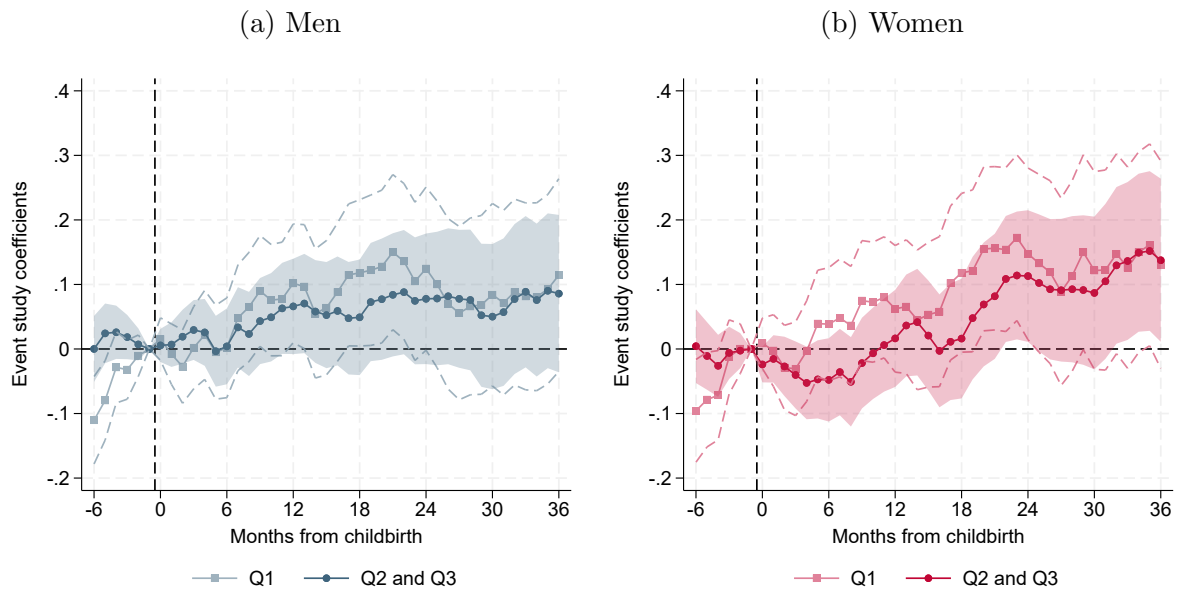 (a) Men
Event study coefficients
.4
.3
.2
.1
0
-.1
-.2
-6 0 6 12 18 24 30 36
Months from childbirth
Q1 Q2 and Q3
(b) Women
Event study coefficients
.4
.3
.2
.1
0
-.1
-.2
-6 0 6 12 18 24 30 36
Months from childbirth
Q1 Q2 and Q3